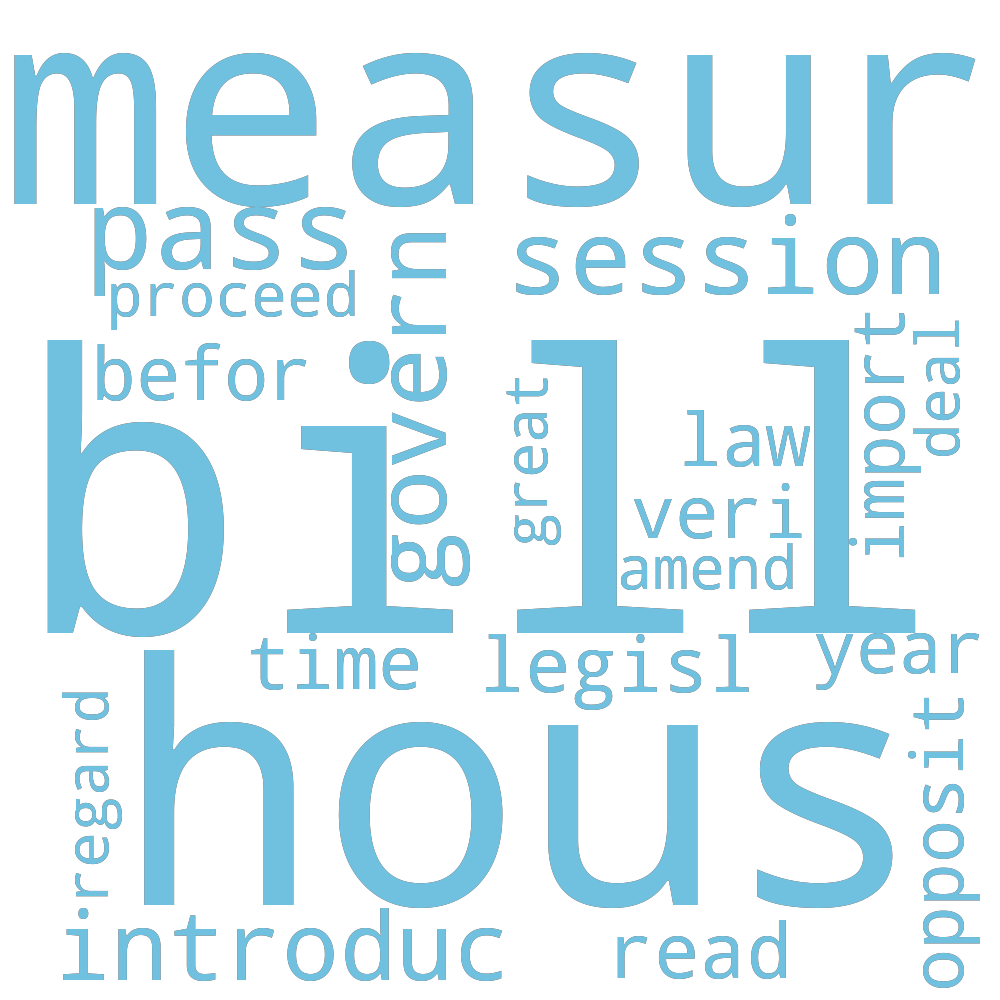 measur
pass
session
proceed
govern
befor
import
deal
great
law
veri
amend
bill
time
legisl
year
hous
regard
opposit
introduc
read